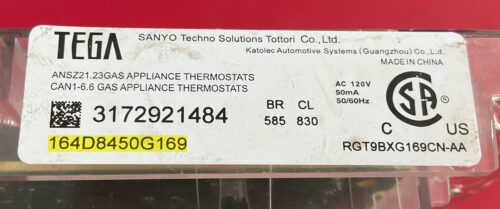 TEGA
SANYO Techno Solutions Tottori Co.,Ltd.
Katolec Automotive Systems (Guangzhou) Co.,L.d.
MADE IN CHINA
ANSZ21.23GAS APPLIANCE THERMOSTATS
CAN1-6.6 GAS APPLIANCE THERMOSTATS
AC 120V
50mA
50/60Hz
3172921484
BR CL
585 830
164D8450G169
CSA
C US
RGT9BXG169CN-AA